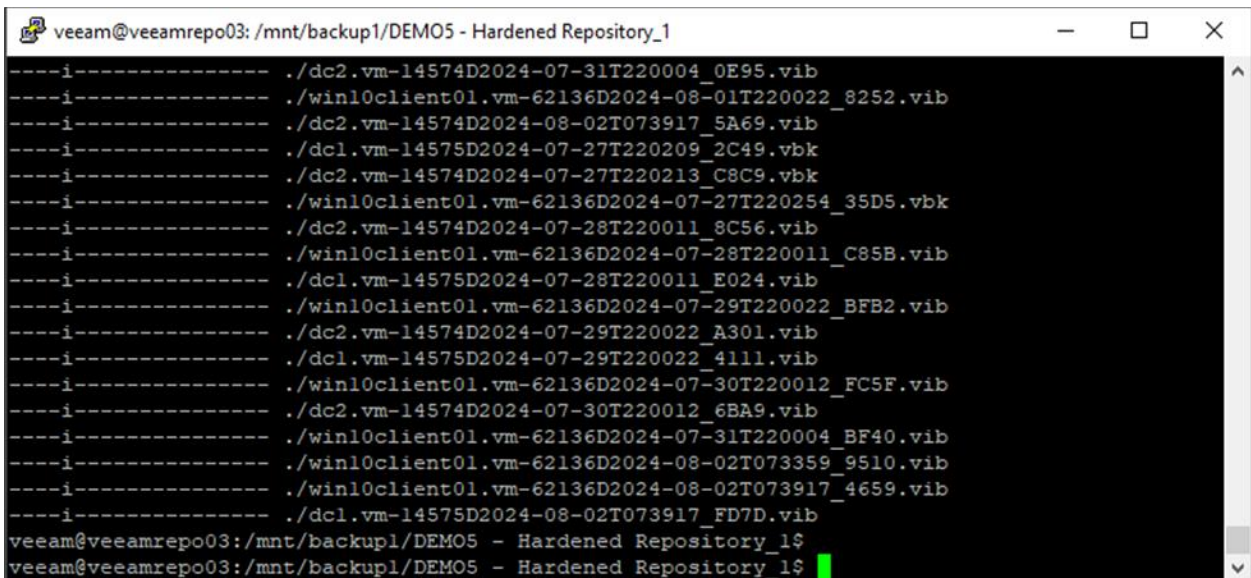 veeam@veeamrepo03: /mnt/backup1/DEMO5 - Hardened Repository_1
----i--------------- ./dc2.vm-14574D2024-07-31T220004_0E95.vib
----i--------------- ./win10client01.vm-62136D2024-08-01T220022_8252.vib
----i--------------- ./dc2.vm-14574D2024-08-02T073917_5A69.vib
----i--------------- ./dc1.vm-14575D2024-07-27T220209_2C49.vbk
----i--------------- ./dc2.vm-14574D2024-07-27T220213_C8C9.vbk
----i--------------- ./win10client01.vm-62136D2024-07-27T220254_35D5.vbk
----i--------------- ./dc2.vm-14574D2024-07-28T220011_8C56.vib
----i--------------- ./win10client01.vm-62136D2024-07-28T220011_C85B.vib
----i--------------- ./dc1.vm-14575D2024-07-28T220011_E024.vib
----i--------------- ./win10client01.vm-62136D2024-07-29T220022_BFB2.vib
----i--------------- ./dc2.vm-14574D2024-07-29T220022_A301.vib
----i--------------- ./dc1.vm-14575D2024-07-29T220022_4111.vib
----i--------------- ./win10client01.vm-62136D2024-07-30T220012_FC5F.vib
----i--------------- ./dc2.vm-14574D2024-07-30T220012_6BA9.vib
----i--------------- ./win10client01.vm-62136D2024-07-31T220004_BF40.vib
----i--------------- ./win10client01.vm-62136D2024-08-02T073359_9510.vib
----i--------------- ./win10client01.vm-62136D2024-08-02T073917_4659.vib
----i--------------- ./dc1.vm-14575D2024-08-02T073917_FD7D.vib
veeam@veeamrepo03:/mnt/backup1/DEMO5 - Hardened Repository_1$
veeam@veeamrepo03:/mnt/backup1/DEMO5 - Hardened Repository_1$